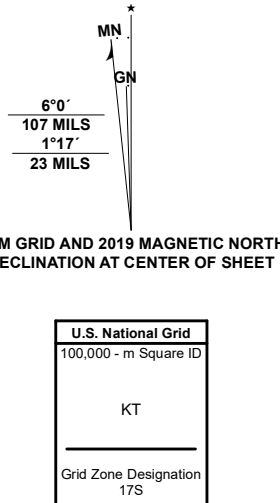 ★
MN
GN
6°0´
107 MILS
1°17´
23 MILS
M GRID AND 2019 MAGNETIC NORTH
ECLINATION AT CENTER OF SHEET
U.S. National Grid
100,000 - m Square ID
KT
Grid Zone Designation
17S